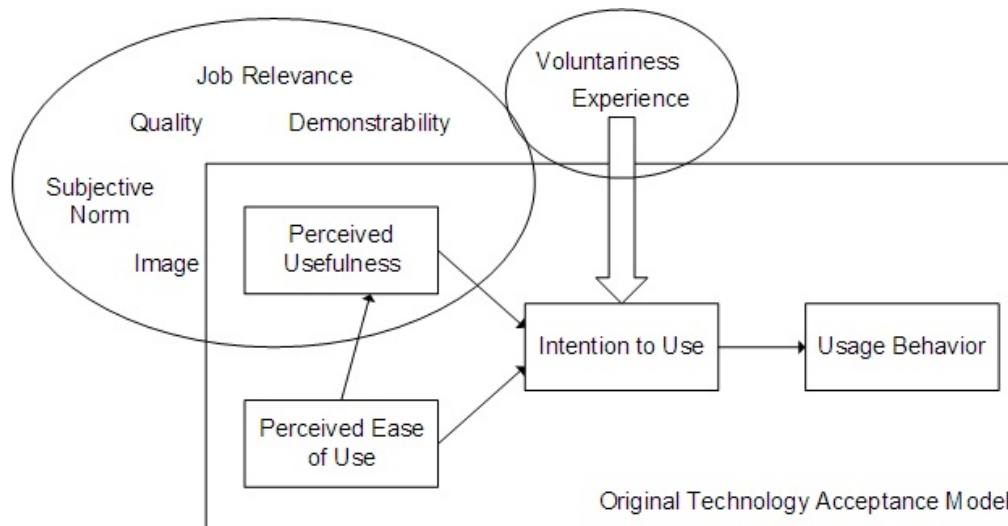 Job Relevance
Quality
Demonstrability
Subjective
Norm
Image
Voluntariness
Experience
Perceived
Usefulness
Perceived Ease
of Use
Intention to Use
Usage Behavior
Original Technology Acceptance Model